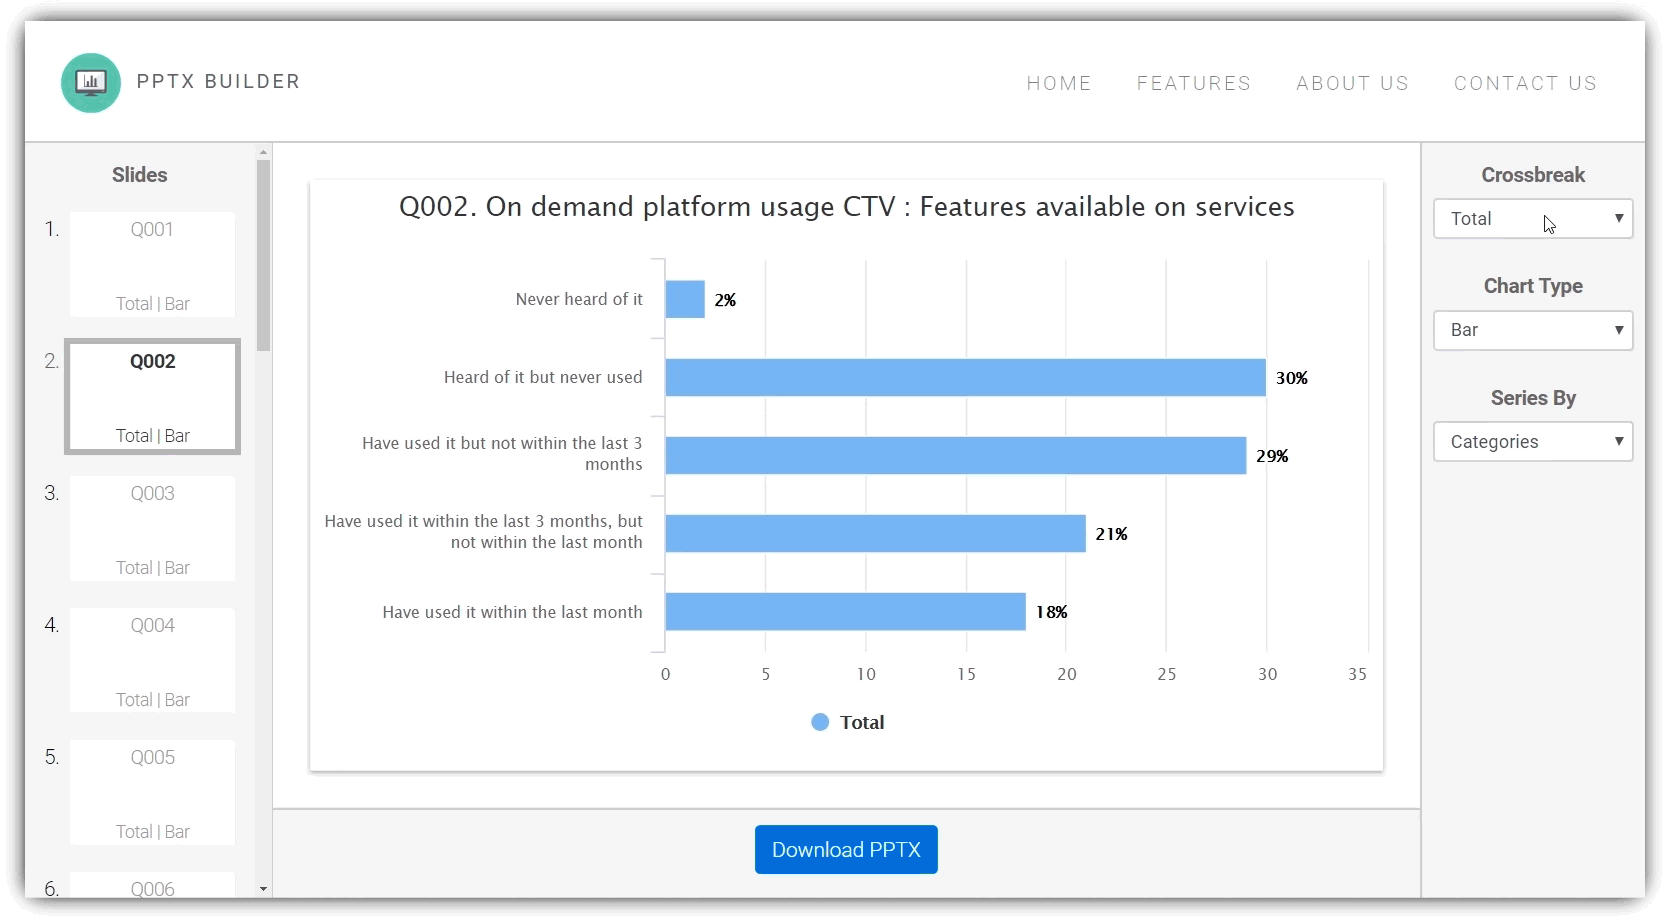 PPTX BUILDER
HOME
FEATURES
ABOUT US
CONTACT US
Slides
1.
Q001
Total | Bar
2.
Q002
Total | Bar
3.
Q003
Total | Bar
4.
Q004
Total | Bar
5.
Q005
Total | Bar
6.
Q006
Q002. On demand platform usage CTV : Features available on services
Never heard of it
2%
Heard of it but never used
30%
Have used it but not within the last 3
months
29%
Have used it within the last 3 months, but
not within the last month
21%
Have used it within the last month
18%
0 5 10 15 20 25 30 35
Total
Download PPTX
Crossbreak
Total
Chart Type
Bar
Series By
Categories